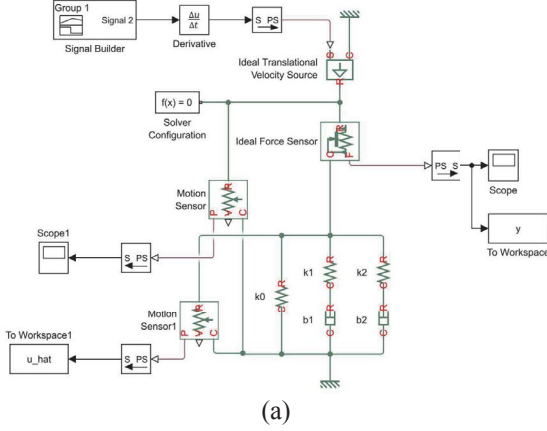 Group 1
Signal 2
Signal Builder
Δu
Δt
Derivative
S PS
Ideal Translational
Velocity Source
S
C
R
f(x) = 0
Solver
Configuration
Ideal Force Sensor
R
C
F
PS S
Scope
y
To Workspace
Motion
Sensor
R
P
V
C
Scope1
S PS
k0
R
C
k1
R
C
k2
R
C
b1
R
C
b2
R
C
Motion
Sensor1
R
P
V
C
To Workspace1
u_hat
S PS
(a)